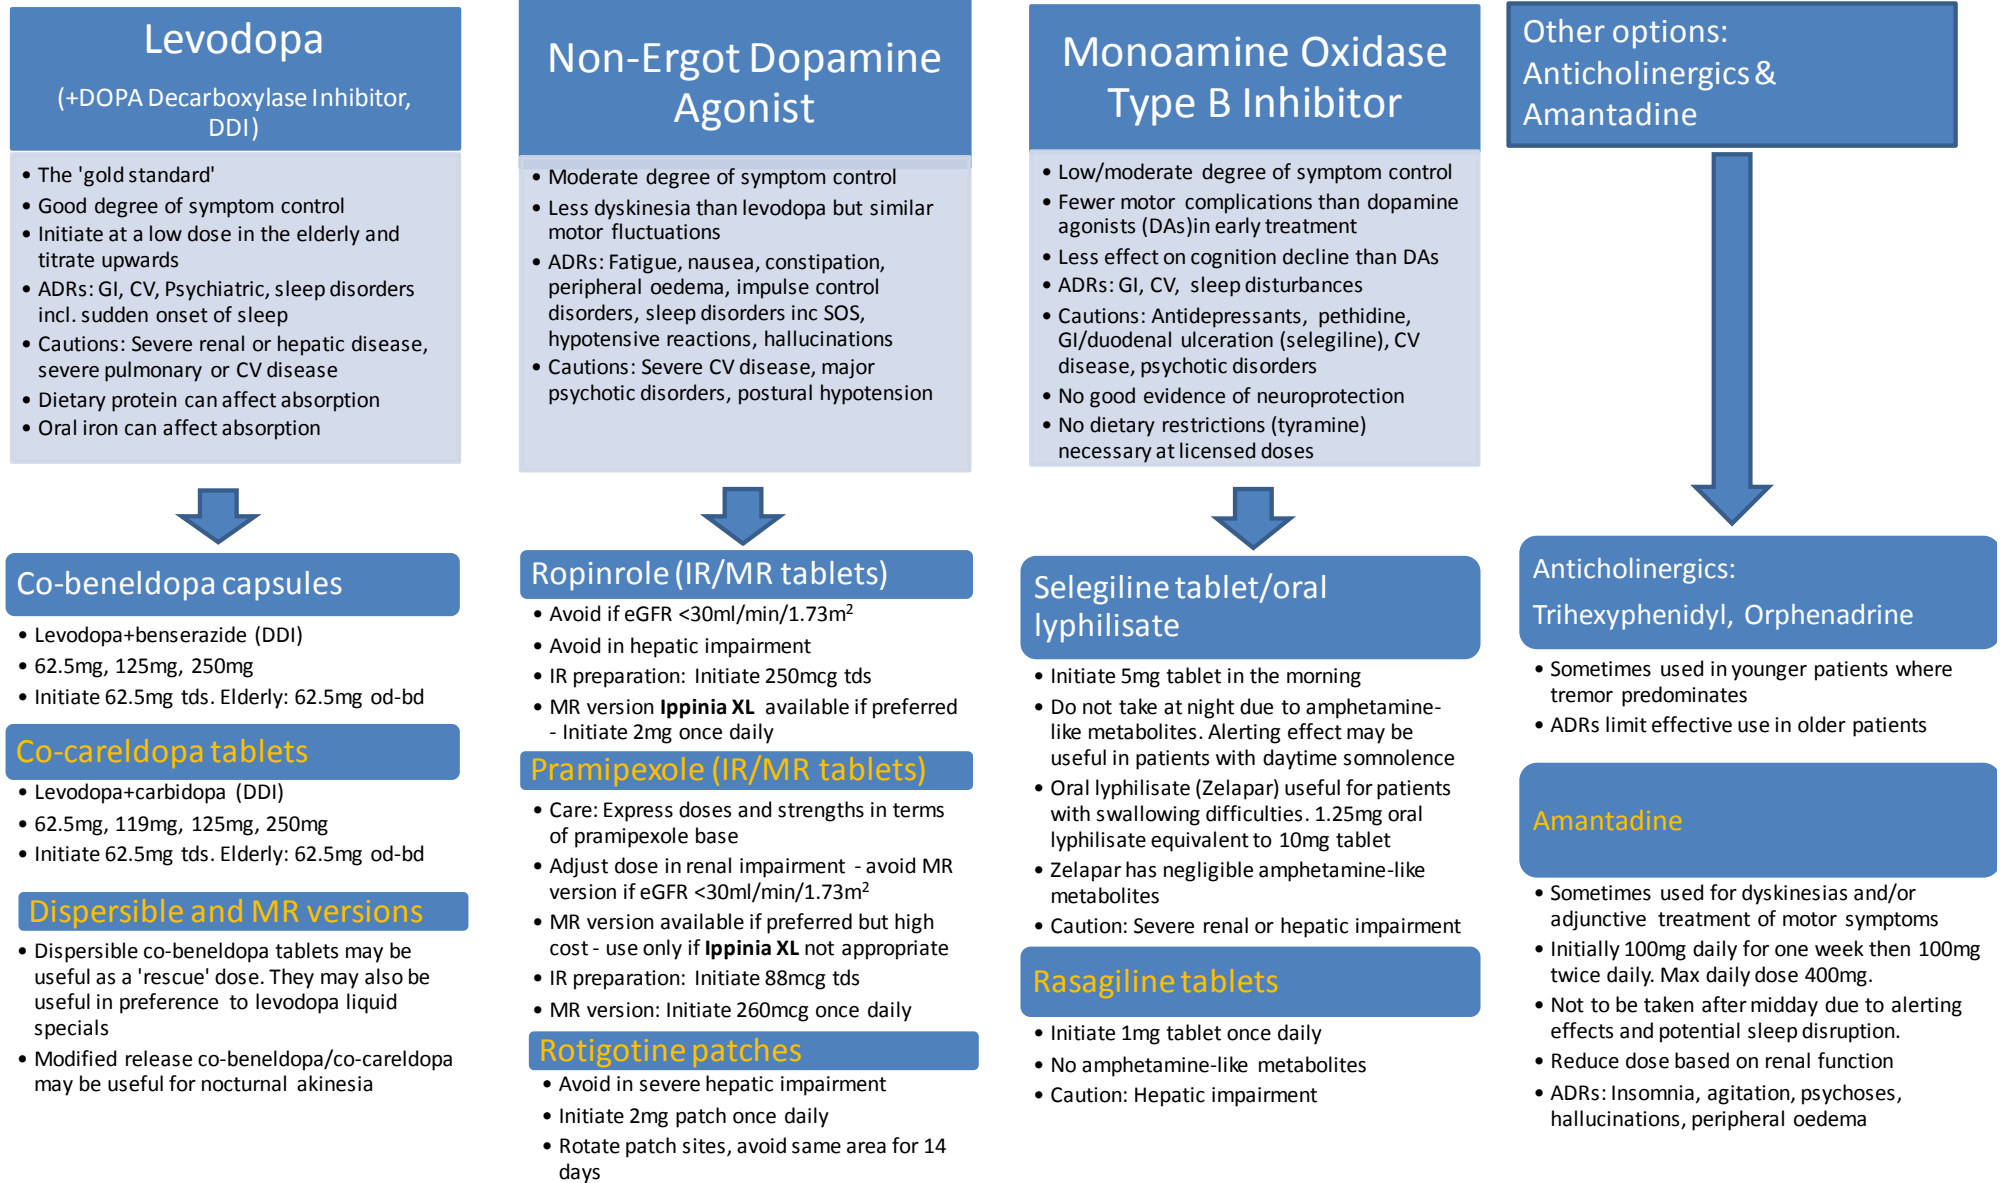 Levodopa
(+DOPA Decarboxylase Inhibitor,
DDI)
• The 'gold standard'
• Good degree of symptom control
• Initiate at a low dose in the elderly and
titrate upwards
• ADRs: GI, CV, Psychiatric, sleep disorders
incl. sudden onset of sleep
• Cautions: Severe renal or hepatic disease,
severe pulmonary or CV disease
• Dietary protein can affect absorption
• Oral iron can affect absorption
Co-beneldopa capsules
• Levodopa+benserazide (DDI)
• 62.5mg, 125mg, 250mg
• Initiate 62.5mg tds. Elderly: 62.5mg od-bd
Co-careldopa tablets
• Levodopa+carbidopa (DDI)
• 62.5mg, 119mg, 125mg, 250mg
• Initiate 62.5mg tds. Elderly: 62.5mg od-bd
Dispersible and MR versions
• Dispersible co-beneldopa tablets may be
useful as a 'rescue' dose. They may also be
useful in preference to levodopa liquid
specials
• Modified release co-beneldopa/co-careldopa
may be useful for nocturnal akinesia
Non-Ergot Dopamine
Agonist
• Moderate degree of symptom control
• Less dyskinesia than levodopa but similar
motor fluctuations
• ADRs: Fatigue, nausea, constipation,
peripheral oedema, impulse control
disorders, sleep disorders inc SOS,
hypotensive reactions, hallucinations
• Cautions: Severe CV disease, major
psychotic disorders, postural hypotension
Ropinrole (IR/MR tablets)
• Avoid if eGFR <30ml/min/1.73m²
• Avoid in hepatic impairment
• IR preparation: Initiate 250mcg tds
• MR version Ippinia XL available if preferred
- Initiate 2mg once daily
Pramipexole (IR/MR tablets)
• Care: Express doses and strengths in terms
of pramipexole base
• Adjust dose in renal impairment - avoid MR
version if eGFR <30ml/min/1.73m²
• MR version available if preferred but high
cost - use only if Ippinia XL not appropriate
• IR preparation: Initiate 88mcg tds
• MR version: Initiate 260mcg once daily
Rotigotine patches
• Avoid in severe hepatic impairment
• Initiate 2mg patch once daily
• Rotate patch sites, avoid same area for 14
days
Monoamine Oxidase
Type B Inhibitor
• Low/moderate degree of symptom control
• Fewer motor complications than dopamine
agonists (DAs)in early treatment
• Less effect on cognition decline than DAs
• ADRs: GI, CV, sleep disturbances
• Cautions: Antidepressants, pethidine,
GI/duodenal ulceration (selegiline), CV
disease, psychotic disorders
• No good evidence of neuroprotection
• No dietary restrictions (tyramine)
necessary at licensed doses
Selegiline tablet/oral
lyphilisate
• Initiate 5mg tablet in the morning
• Do not take at night due to amphetamine-
like metabolites. Alerting effect may be
useful in patients with daytime somnolence
• Oral lyphilisate (Zelapar) useful for patients
with swallowing difficulties. 1.25mg oral
lyphilisate equivalent to 10mg tablet
• Zelapar has negligible amphetamine-like
metabolites
• Caution: Severe renal or hepatic impairment
Rasagiline tablets
• Initiate 1mg tablet once daily
• No amphetamine-like metabolites
• Caution: Hepatic impairment
Other options:
Anticholinergics &
Amantadine
Anticholinergics:
Trihexyphenidyl, Orphenadrine
• Sometimes used in younger patients where
tremor predominates
• ADRs limit effective use in older patients
Amantadine
• Sometimes used for dyskinesias and/or
adjunctive treatment of motor symptoms
• Initially 100mg daily for one week then 100mg
twice daily. Max daily dose 400mg.
• Not to be taken after midday due to alerting
effects and potential sleep disruption.
• Reduce dose based on renal function
• ADRs: Insomnia, agitation, psychoses,
hallucinations, peripheral oedema